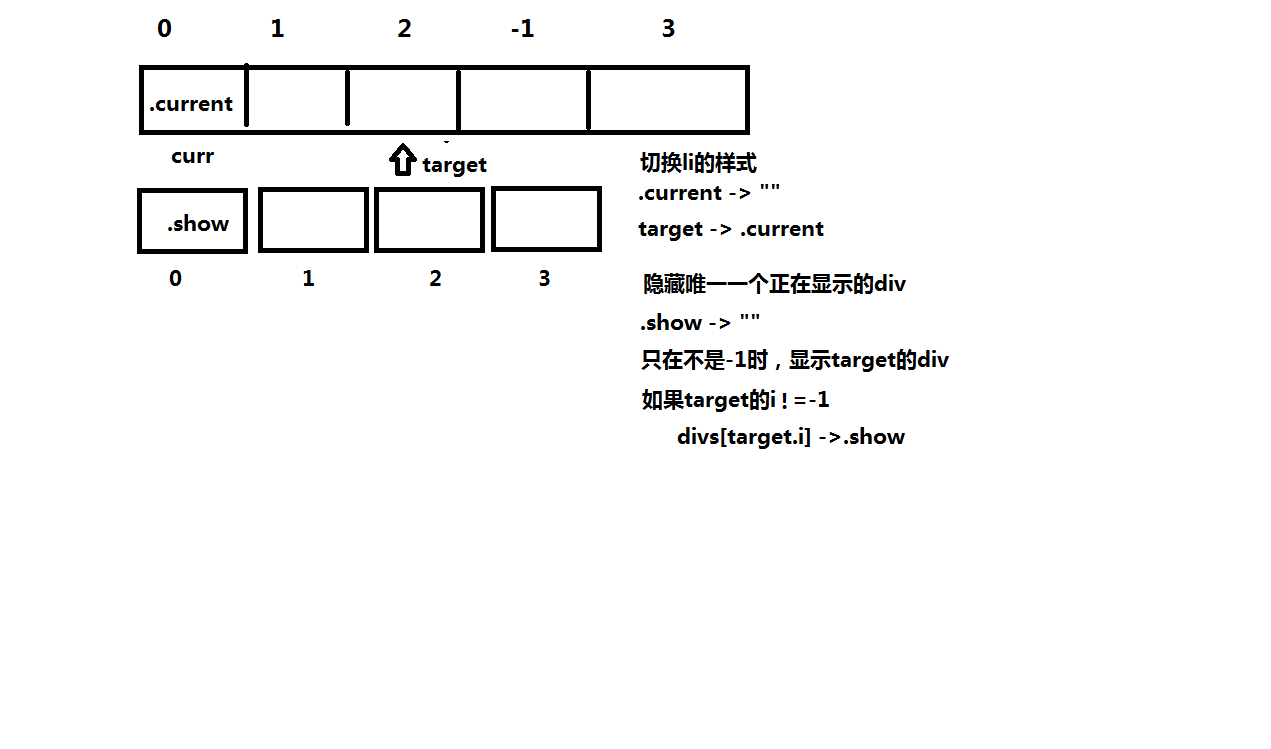 0 1 2 -1 3
.current
curr
target
.show
0 1 2 3
切换li的样式
.current -> ""
target -> .current
隐藏唯一一个正在显示的div
.show -> ""
只在不是-1时，显示target的div
如果target的i！=-1
divs[target.i] ->.show